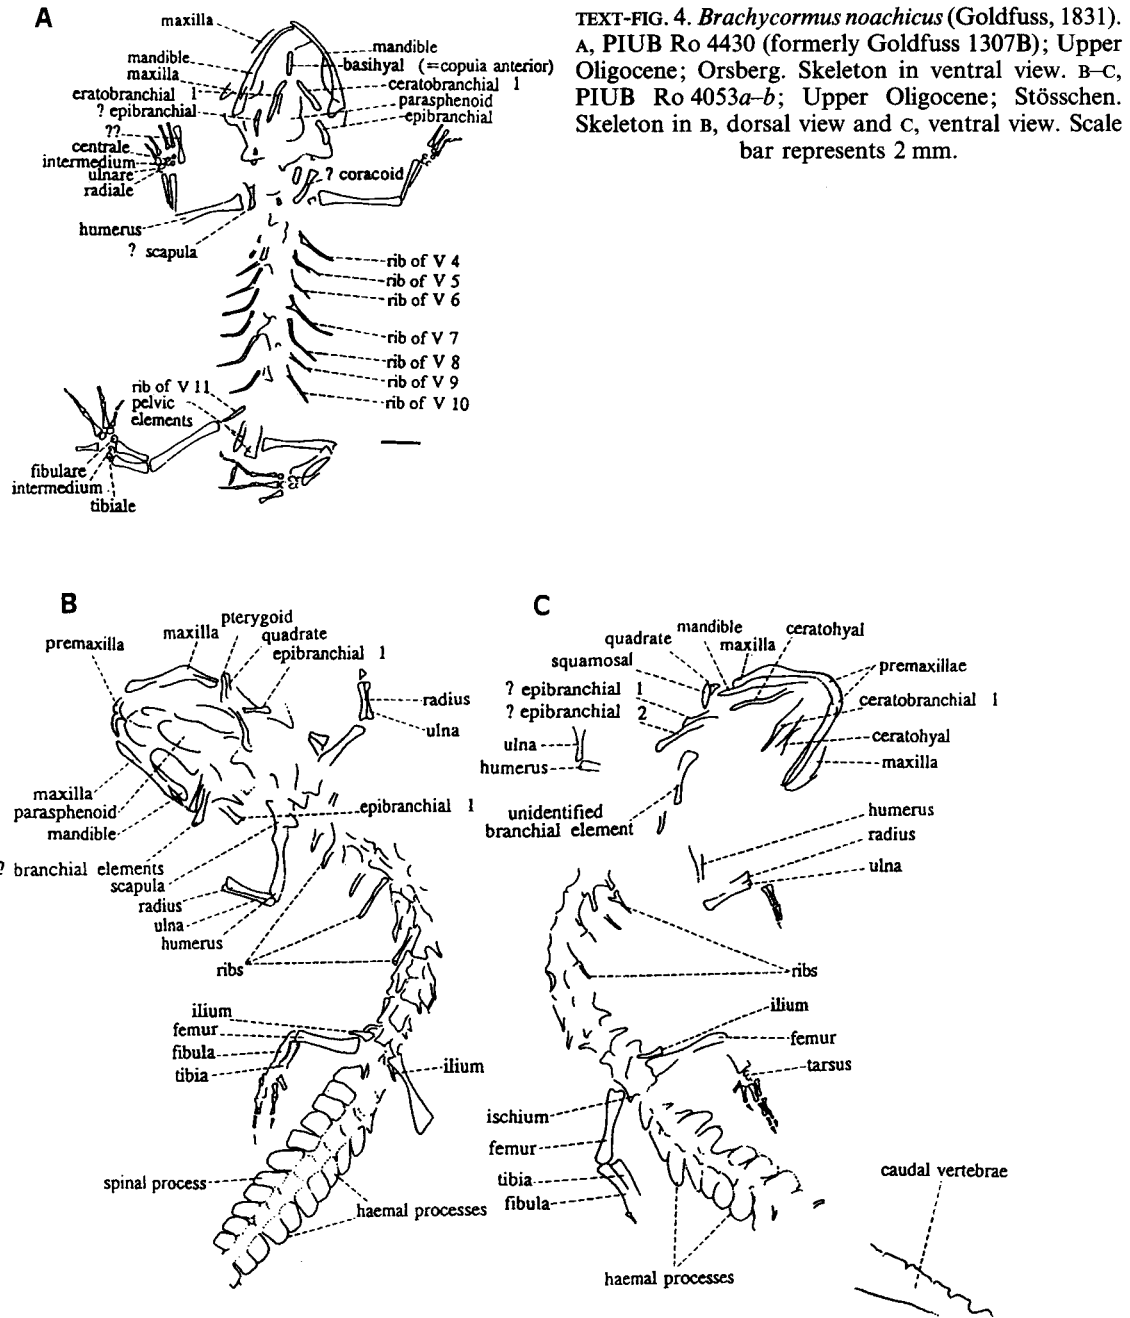 A
TEXT-FIG. 4. Brachycormus noachicus (Goldfuss, 1831).
A, PIUB Ro 4430 (formerly Goldfuss 1307B); Upper
Oligocene; Orsberg. Skeleton in ventral view. B–C,
PIUB Ro 4053a–b; Upper Oligocene; Stösschen.
Skeleton in B, dorsal view and C, ventral view. Scale
bar represents 2 mm.
maxilla
mandible
maxilla
eratobranchial 1
? epibranchial
??
centrale
intermedium
ulnare
radiale
humerus
? scapula
mandible
basihyal (=copuia anterior)
ceratobranchial 1
parasphenoid
epibranchial
? coracoid
rib of V 4
rib of V 5
rib of V 6
rib of V 7
rib of V 8
rib of V 9
rib of V 10
rib of V 11
pelvic
elements
fibulare
intermedium
tibiale
B
premaxilla
maxilla
pterygoid
quadrate
epibranchial 1
radius
ulna
maxilla
parasphenoid
mandible
epibranchial 1
? branchial elements
scapula
radius
ulna
humerus
ribs
ilium
femur
fibula
tibia
ilium
spinal process
haemal processes
C
quadrate
mandible
maxilla
ceratohyal
squamosal
? epibranchial 1
? epibranchial 2
ulna
humerus
premaxillae
ceratobranchial 1
ceratohyal
maxilla
unidentified
branchial element
humerus
radius
ulna
ribs
ilium
femur
tarsus
ischium
femur
tibia
fibula
caudal vertebrae
haemal processes